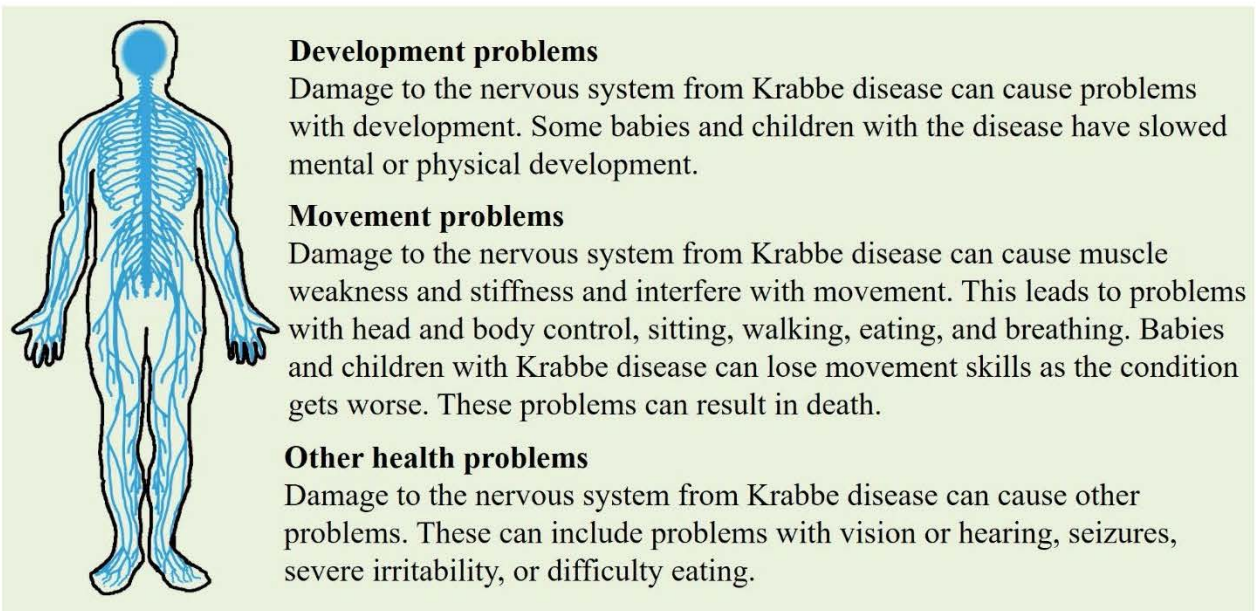 Development problems
Damage to the nervous system from Krabbe disease can cause problems
with development. Some babies and children with the disease have slowed
mental or physical development.
Movement problems
Damage to the nervous system from Krabbe disease can cause muscle
weakness and stiffness and interfere with movement. This leads to problems
with head and body control, sitting, walking, eating, and breathing. Babies
and children with Krabbe disease can lose movement skills as the condition
gets worse. These problems can result in death.
Other health problems
Damage to the nervous system from Krabbe disease can cause other
problems. These can include problems with vision or hearing, seizures,
severe irritability, or difficulty eating.